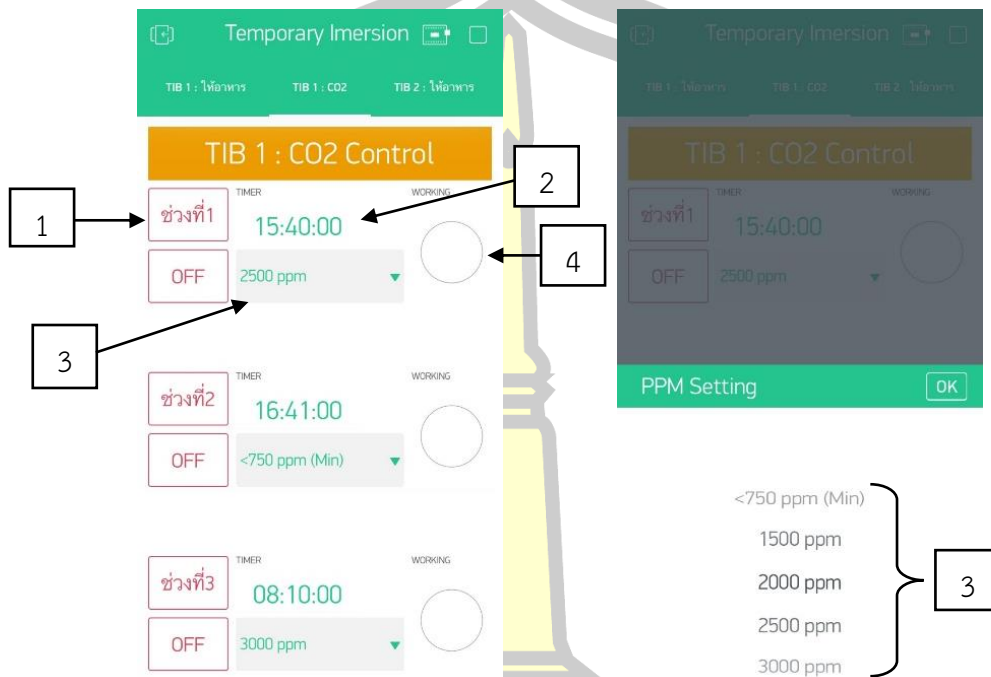 Temporary Imersion
TIB 1 : ให้อาหาร TIB 1 : CO2 TIB 2 : ให้อาหาร
TIB 1 : CO2 Control
1
ช่วงที่1
TIMER
15:40:00
WORKING
2
OFF
2500 ppm
4
3
ช่วงที่2
TIMER
16:41:00
WORKING
OFF
<750 ppm (Min)
ช่วงที่3
TIMER
08:10:00
WORKING
OFF
3000 ppm
Temporary Imersion
TIB 1 : ให้อาหาร TIB 1 : CO2 TIB 2 : ให้อาหาร
TIB 1 : CO2 Control
ช่วงที่1
TIMER
15:40:00
WORKING
OFF
2500 ppm
PPM Setting
OK
<750 ppm (Min)
1500 ppm
2000 ppm
2500 ppm
3000 ppm
3